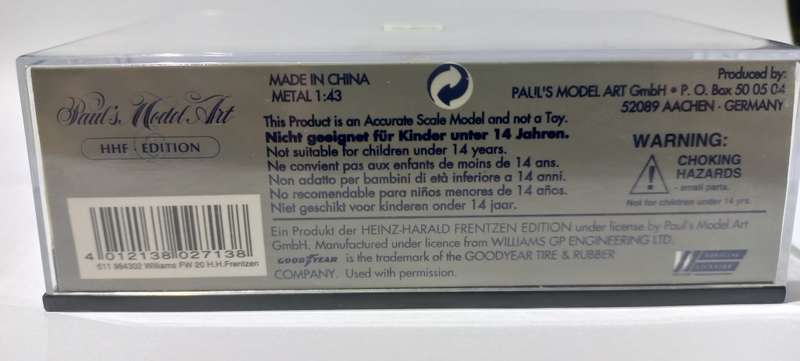 Paul's Model Art
HHF EDITION
MADE IN CHINA
METAL 1:43
Produced by:
PAUL'S MODEL ART GmbH • P. O. Box 50 05 04
52089 AACHEN - GERMANY
This Product is an Accurate Scale Model and not a Toy.
Nicht geeignet für Kinder unter 14 Jahren.
Not suitable for children under 14 years.
Ne convient pas aux enfants de moins de 14 ans.
Non adatto per bambini di età inferiore a 14 anni.
No recomendable para niños menores de 14 años.
Niet geschikt voor kinderen onder 14 jaar.
WARNING:
CHOKING
HAZARDS
- small parts.
Not for children under 14 yrs.
4 012138 027138
511 984302 Williams FW 20 H.H.Frentzen
Ein Produkt der HEINZ-HARALD FRENTZEN EDITION under license by Paul's Model Art
GmbH. Manufactured under licence from WILLIAMS GP ENGINEERING LTD.
GOODYEAR is the trademark of the GOODYEAR TIRE & RUBBER
COMPANY. Used with permission.